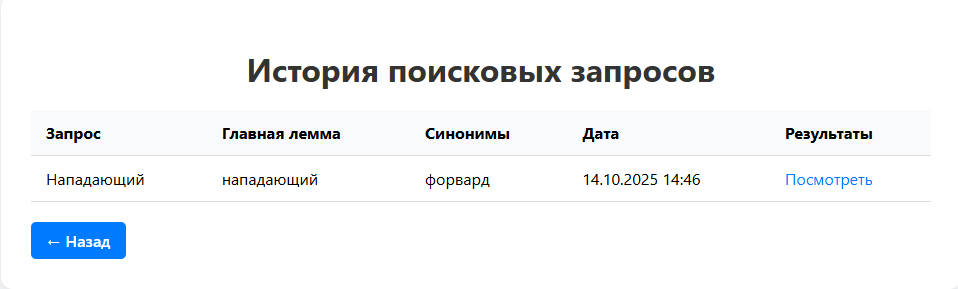 История поисковых запросов
Запрос Главная лемма Синонимы Дата Результаты
Нападающий нападающий форвард 14.10.2025 14:46 Посмотреть
← Назад